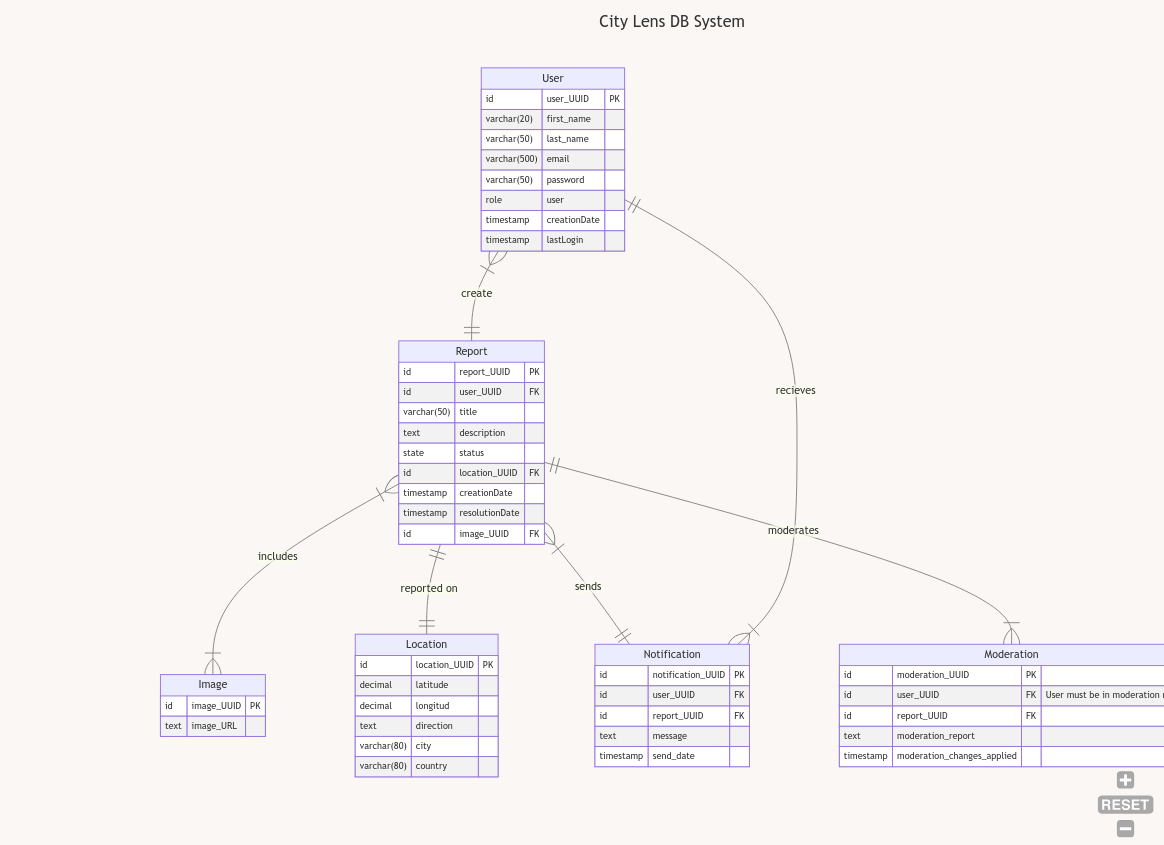 City Lens DB System
User
id user_UUID PK
varchar(20) first_name
varchar(50) last_name
varchar(500) email
varchar(50) password
role user
timestamp creationDate
timestamp lastLogin
create
Report
id report_UUID PK
id user_UUID FK
varchar(50) title
text description
state status
id location_UUID FK
timestamp creationDate
timestamp resolutionDate
id image_UUID FK
recieves
moderates
includes
reported on
sends
Image
id image_UUID PK
text image_URL
Location
id location_UUID PK
decimal latitude
decimal longitud
text direction
varchar(80) city
varchar(80) country
Notification
id notification_UUID PK
id user_UUID FK
id report_UUID FK
text message
timestamp send_date
Moderation
id moderation_UUID PK
id user_UUID FK User must be in moderation
id report_UUID FK
text moderation_report
timestamp moderation_changes_applied
RESET